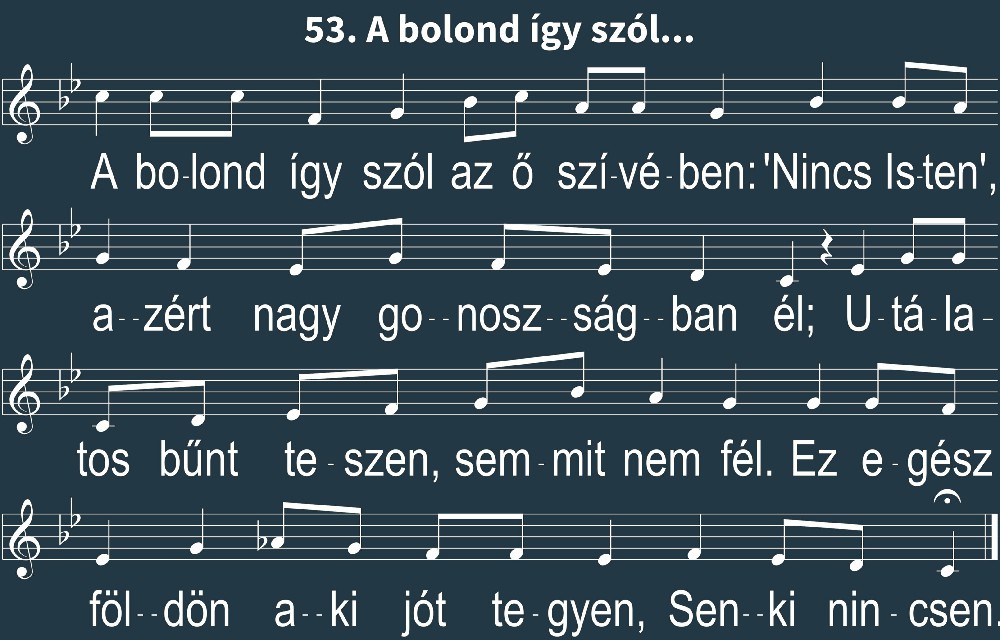 53. A bolond így szól...
A bo-lond így szól az ő szí-vé-ben: 'Nincs Is-ten',
a--zért nagy go--nosz--ság--ban él; U-tá-la-
tos bűnt te-szen, sem-mit nem fél. Ez e-gész
föl--dön a--ki jót te-gyen, Sen--ki nin-csen.